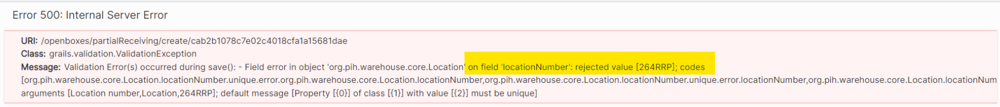 Error 500: Internal Server Error
URI: /openboxes/partialReceiving/create/cab2b1078c7e02c4018cfa1a15681dae
Class: grails.validation.ValidationException
Message: Validation Error(s) occurred during save(): - Field error in object 'org.pih.warehouse.core.Location' on field 'locationNumber': rejected value [264RRP]; codes
[org.pih.warehouse.core.Location.locationNumber.unique.error.org.pih.warehouse.core.Location.locationNumber,org.pih.warehouse.core.Location.locationNumber.unique.error.locationNumber,org.pih.warehouse.core.Location.locationNum
arguments [Location number,Location,264RRP]; default message [Property [{0}] of class [{1}] with value [{2}] must be unique]